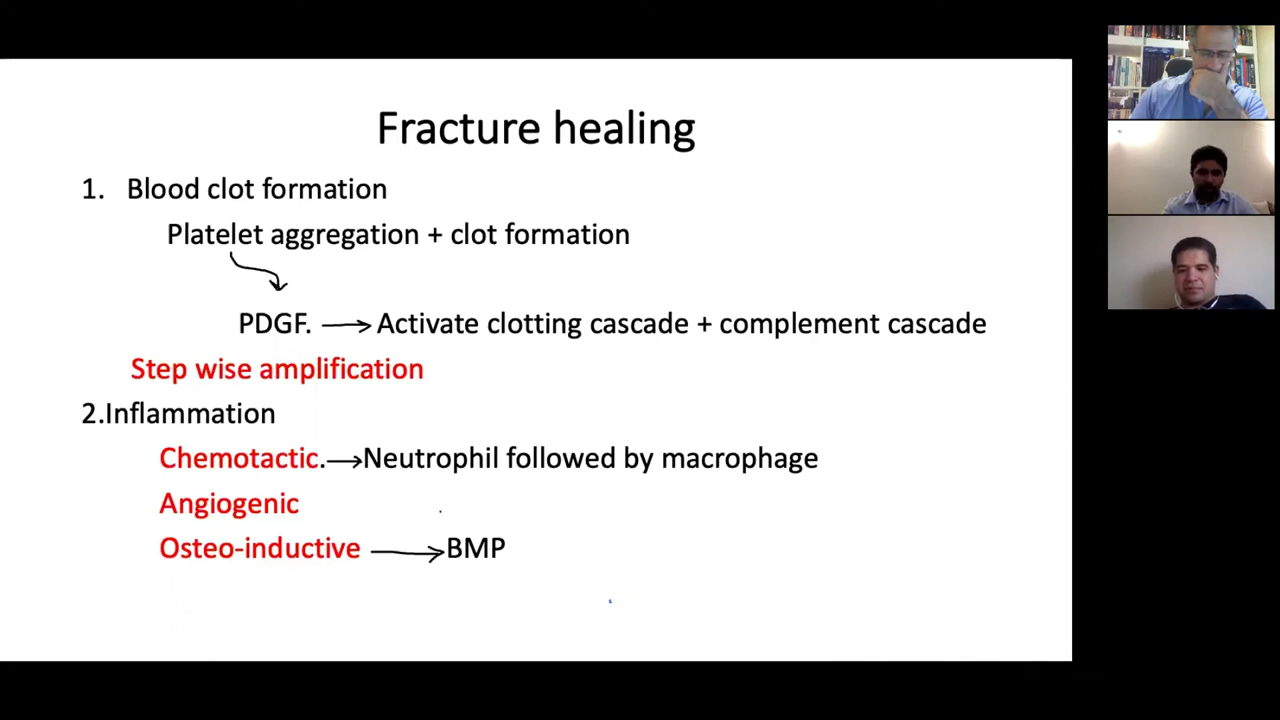 Fracture healing
1. Blood clot formation
Platelet aggregation + clot formation
PDGF. → Activate clotting cascade + complement cascade
Step wise amplification
2.Inflammation
Chemotactic.→Neutrophil followed by macrophage
Angiogenic
Osteo-inductive → BMP